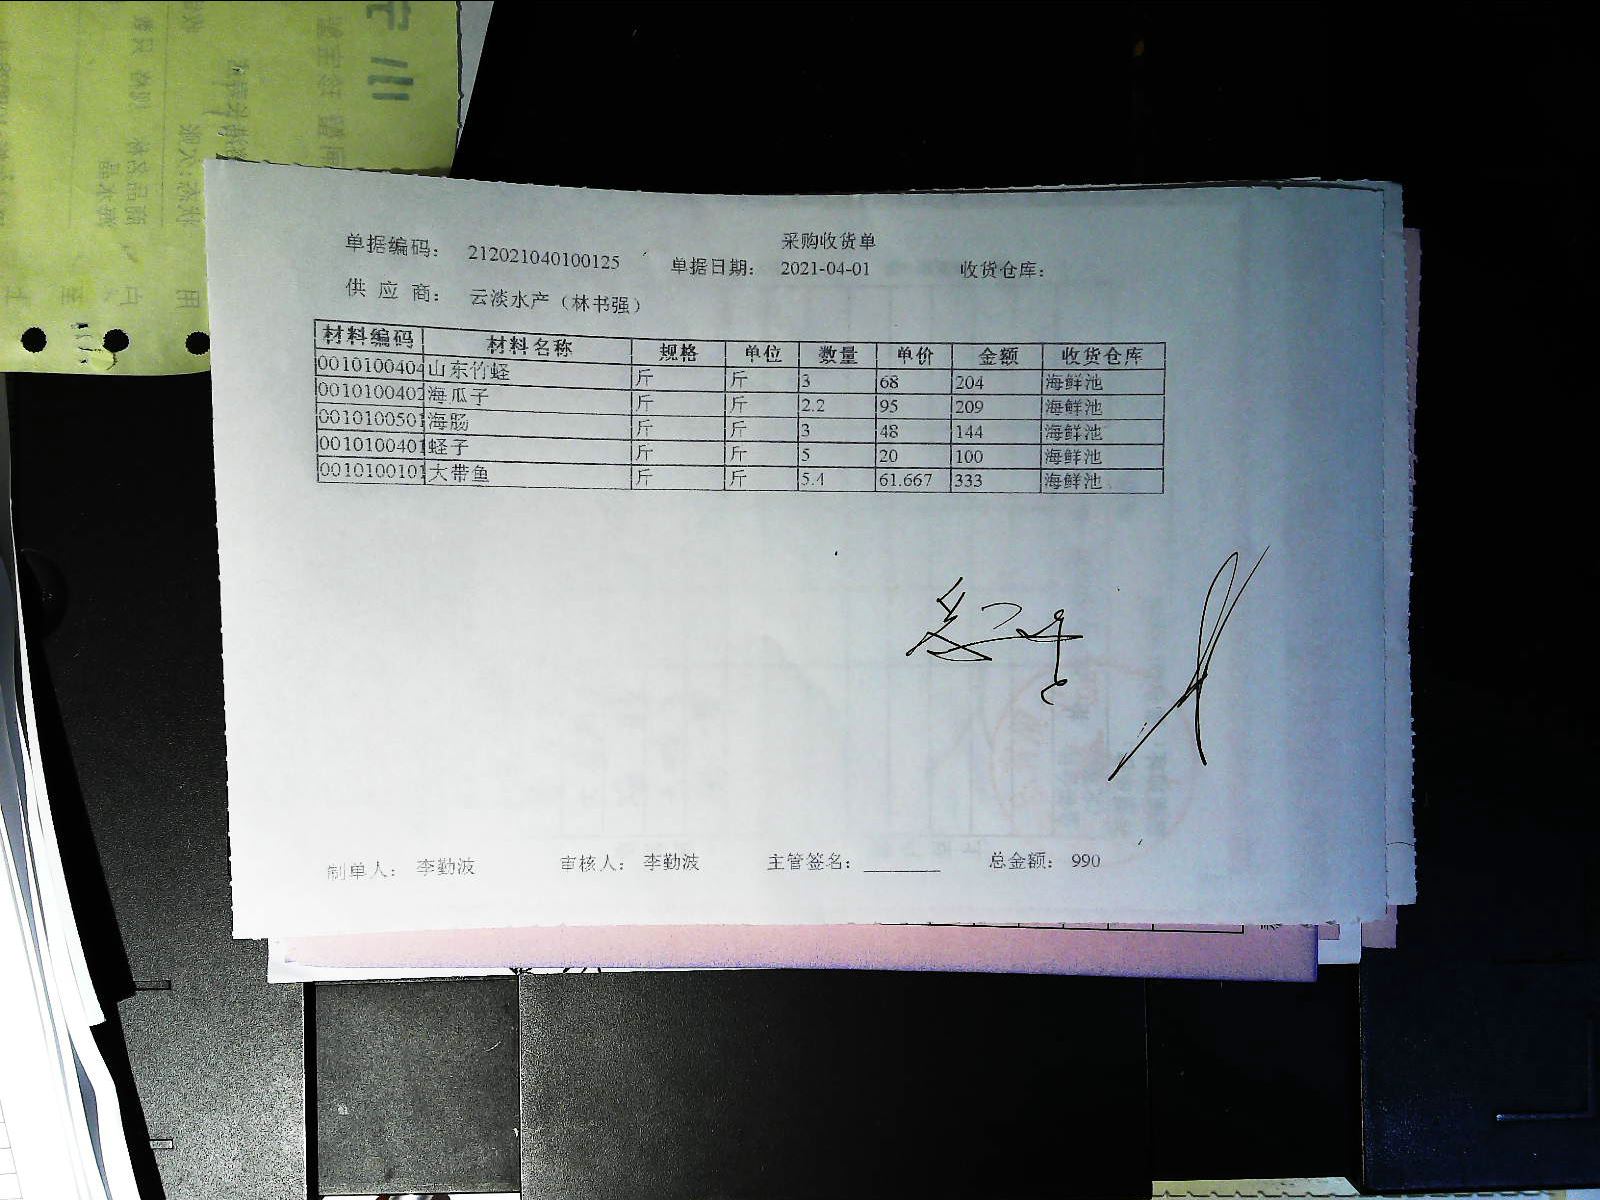 采购收货单
单据编码： 212021040100125 单据日期： 2021-04-01 收货仓库：
供 应 商： 云淡水产（林书强）
材料编码 材料名称 规格 单位 数量 单价 金额 收货仓库
0010100404 山东竹蛏 斤 斤 3 68 204 海鲜池
0010100402 海瓜子 斤 斤 2.2 95 209 海鲜池
001010050 海肠 斤 斤 3 48 144 海鲜池
0010100401 蛏子 斤 斤 5 20 100 海鲜池
001010010 大带鱼 斤 斤 5.4 61.667 333 海鲜池
制单人： 李勤波 审核人： 李勤波 主管签名： 总金额： 990